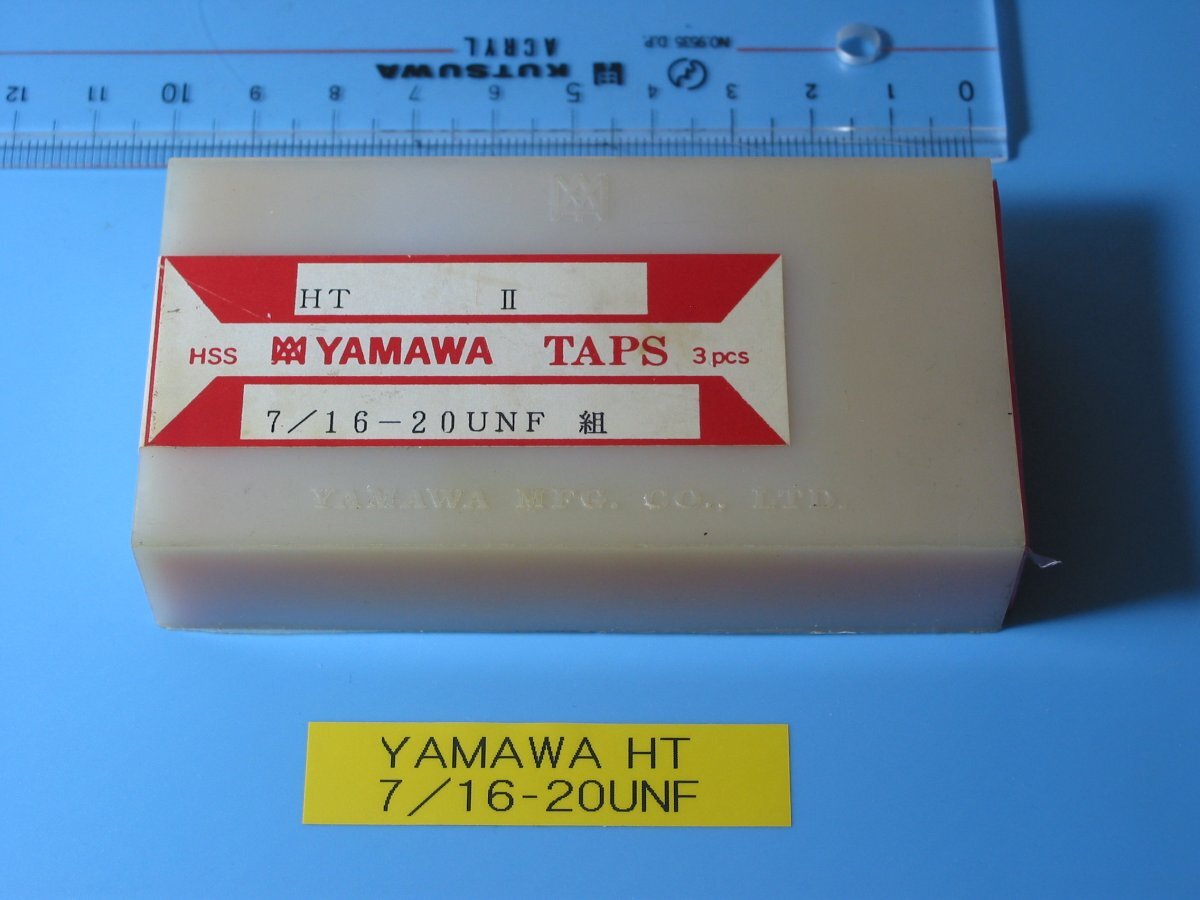 ACRYL
NO.9535 D.P.
KUTSUWA
12 11 10 9 8 7 6 5 4 3 2 1 0
HT II
HSS YAMAWA TAPS 3pcs
7/16-20UNF 組
YAMAWA MFG. CO., LTD.
YAMAWA HT
7/16-20UNF